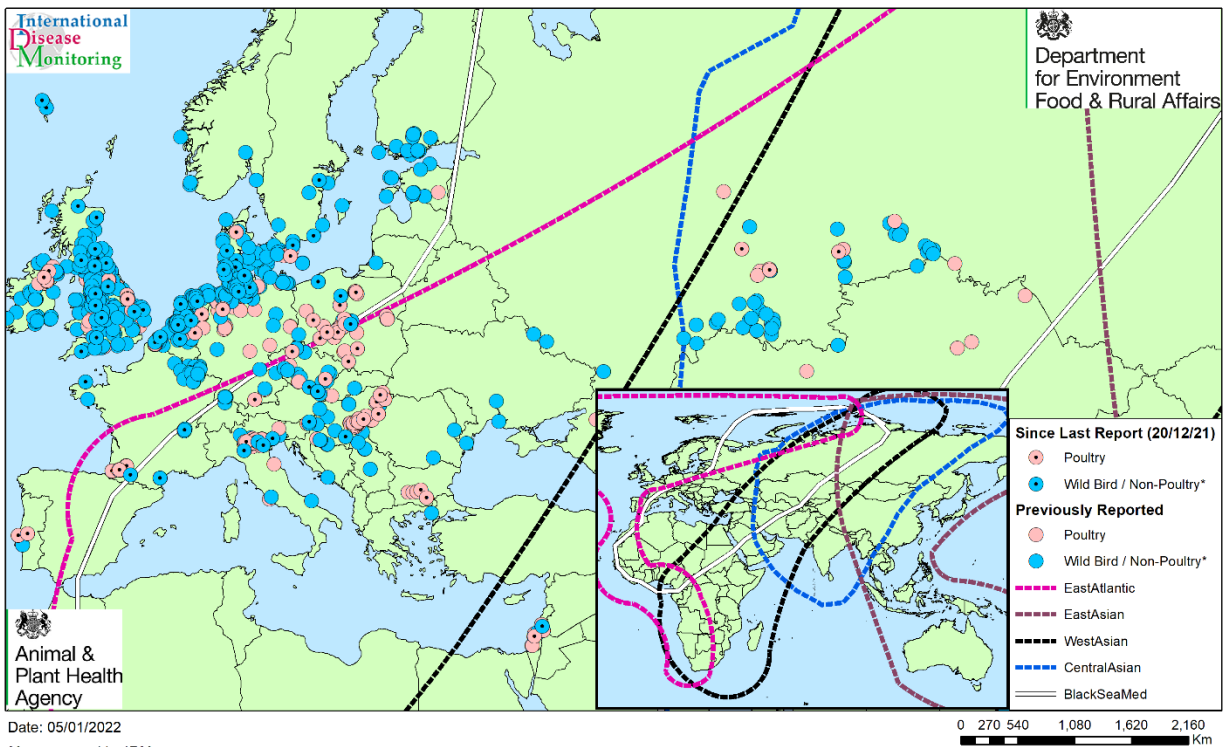 International
Disease
Monitoring
Department
for Environment
Food & Rural Affairs
Since Last Report (20/12/21)
Poultry
Wild Bird / Non-Poultry*
Previously Reported
Poultry
Wild Bird / Non-Poultry*
EastAtlantic
EastAsian
WestAsian
CentralAsian
BlackSeaMed
Animal &
Plant Health
Agency
Date: 05/01/2022
0 270 540 1,080 1,620 2,160
Km